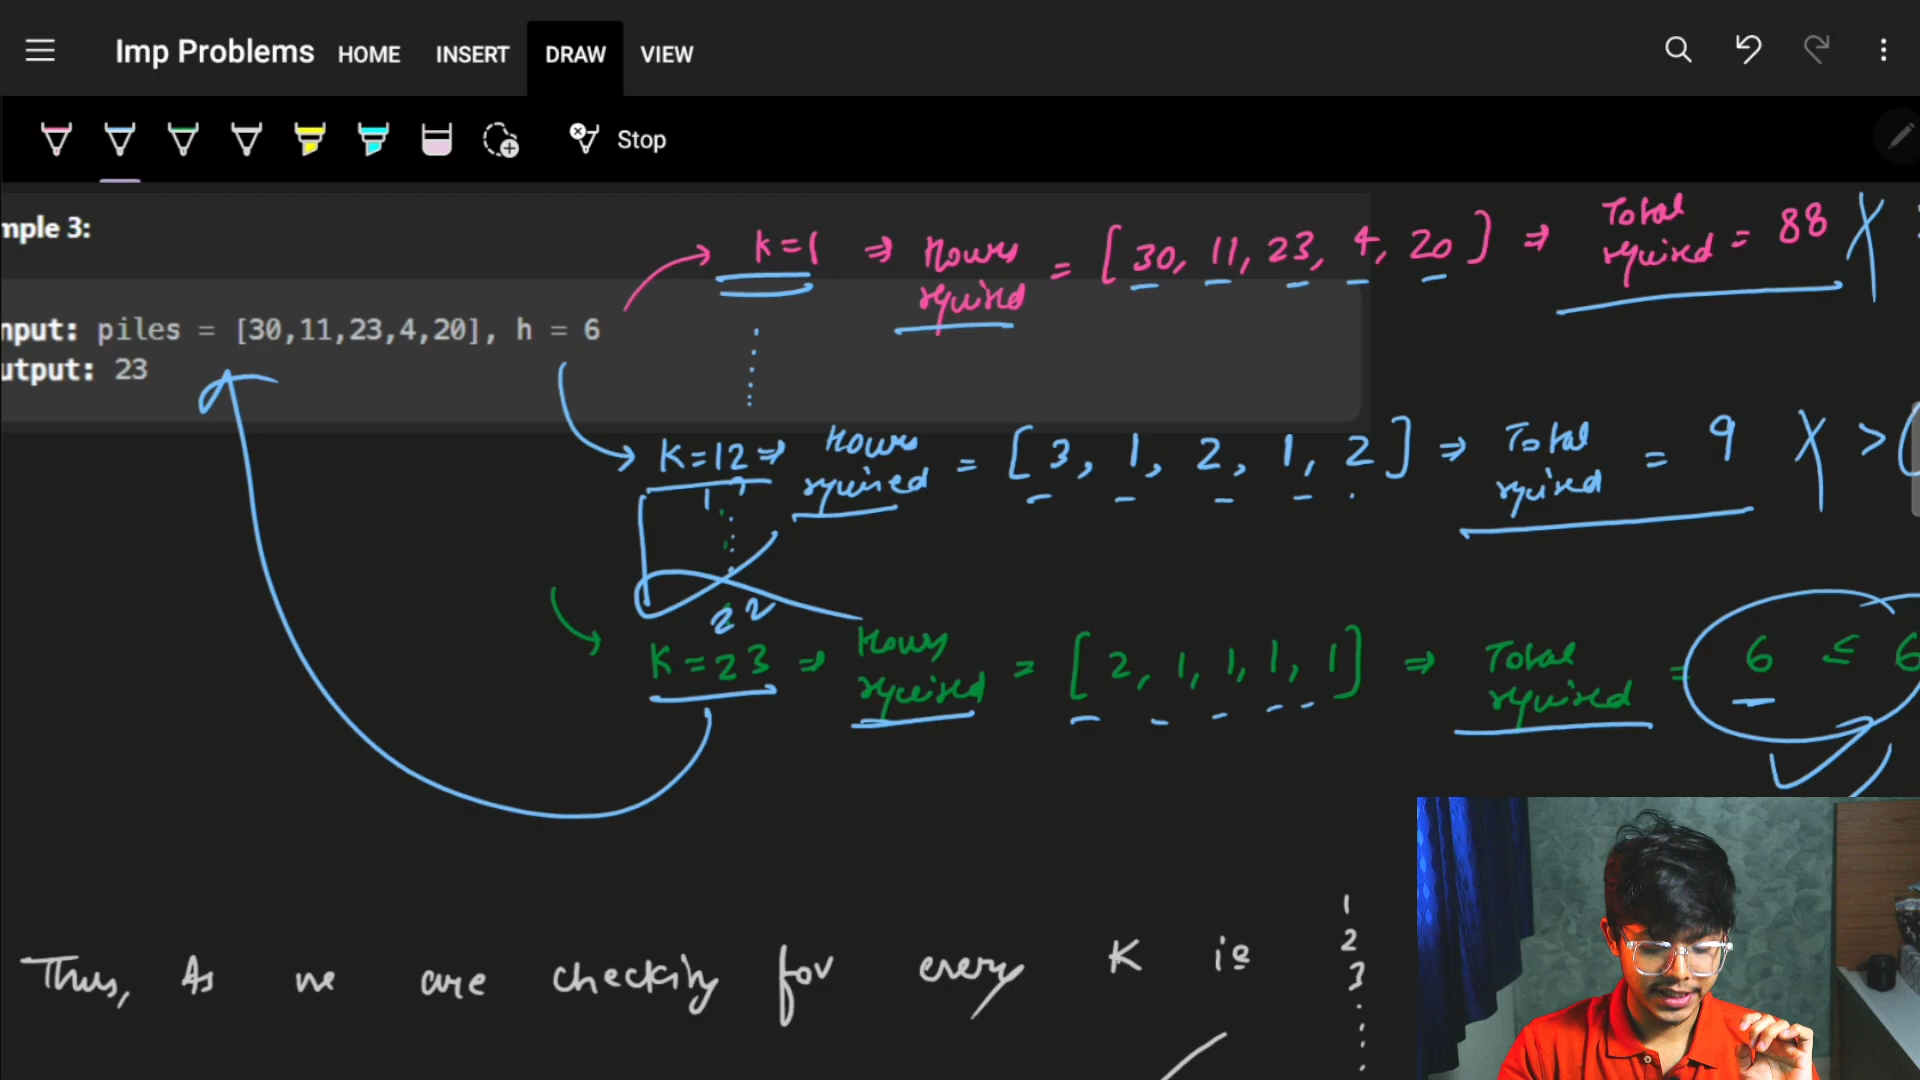 Imp Problems HOME INSERT DRAW VIEW
Stop
mple 3:
k=1 ⇒ Hours required = [30, 11, 23, 4, 20] ⇒ Total required = 88 X
nput: piles = [30,11,23,4,20], h = 6
utput: 23
K=12 ⇒ Hours required = [3, 1, 2, 1, 2] ⇒ Total required = 9 X >
22
K=23 ⇒ Hours required = [2, 1, 1, 1, 1] ⇒ Total required = 6 ≤ 6
1
2
3
Thus, As we are checking for every K ie